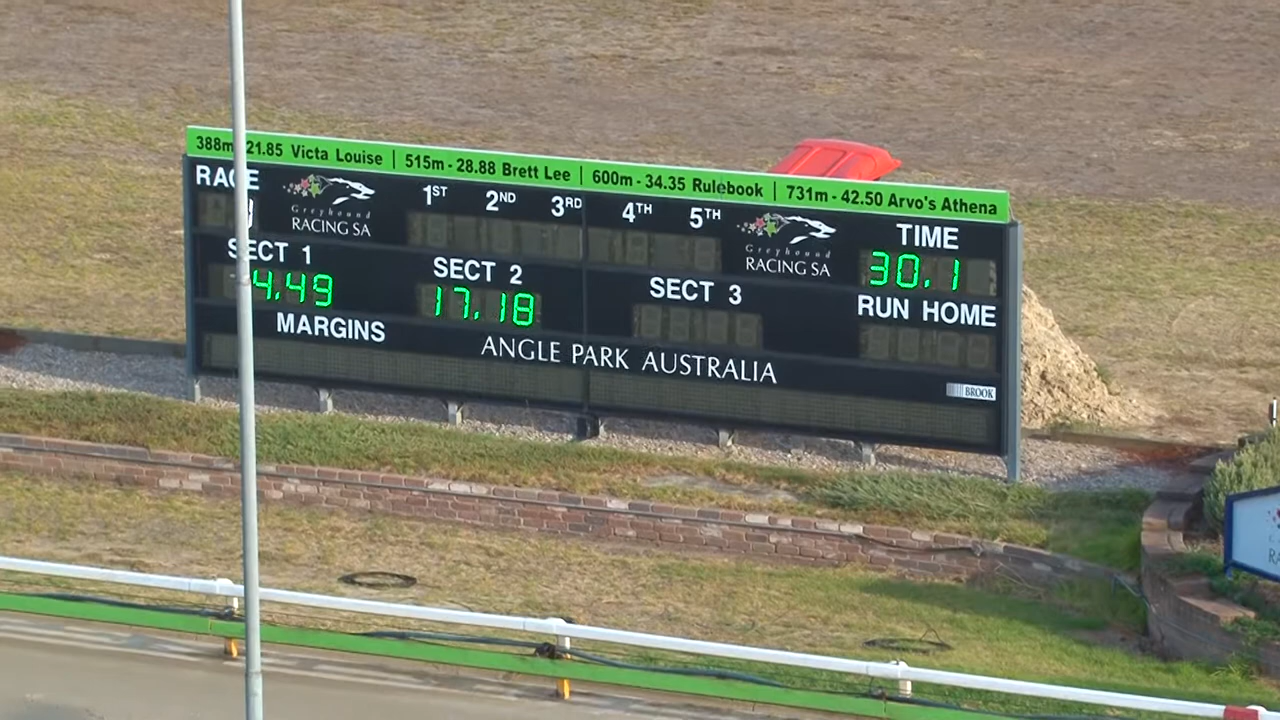 388m 21.85 Victa Louise | 515m - 28.88 Brett Lee | 600m - 34.35 Rulebook | 731m - 42.50 Arvo's Athena
RACE
Greyhound
RACING SA
1ST 2ND 3RD 4TH 5TH
Greyhound
RACING SA
TIME
30.1
SECT 1
4.49
SECT 2
17.18
SECT 3
RUN HOME
MARGINS
ANGLE PARK AUSTRALIA
BROOK